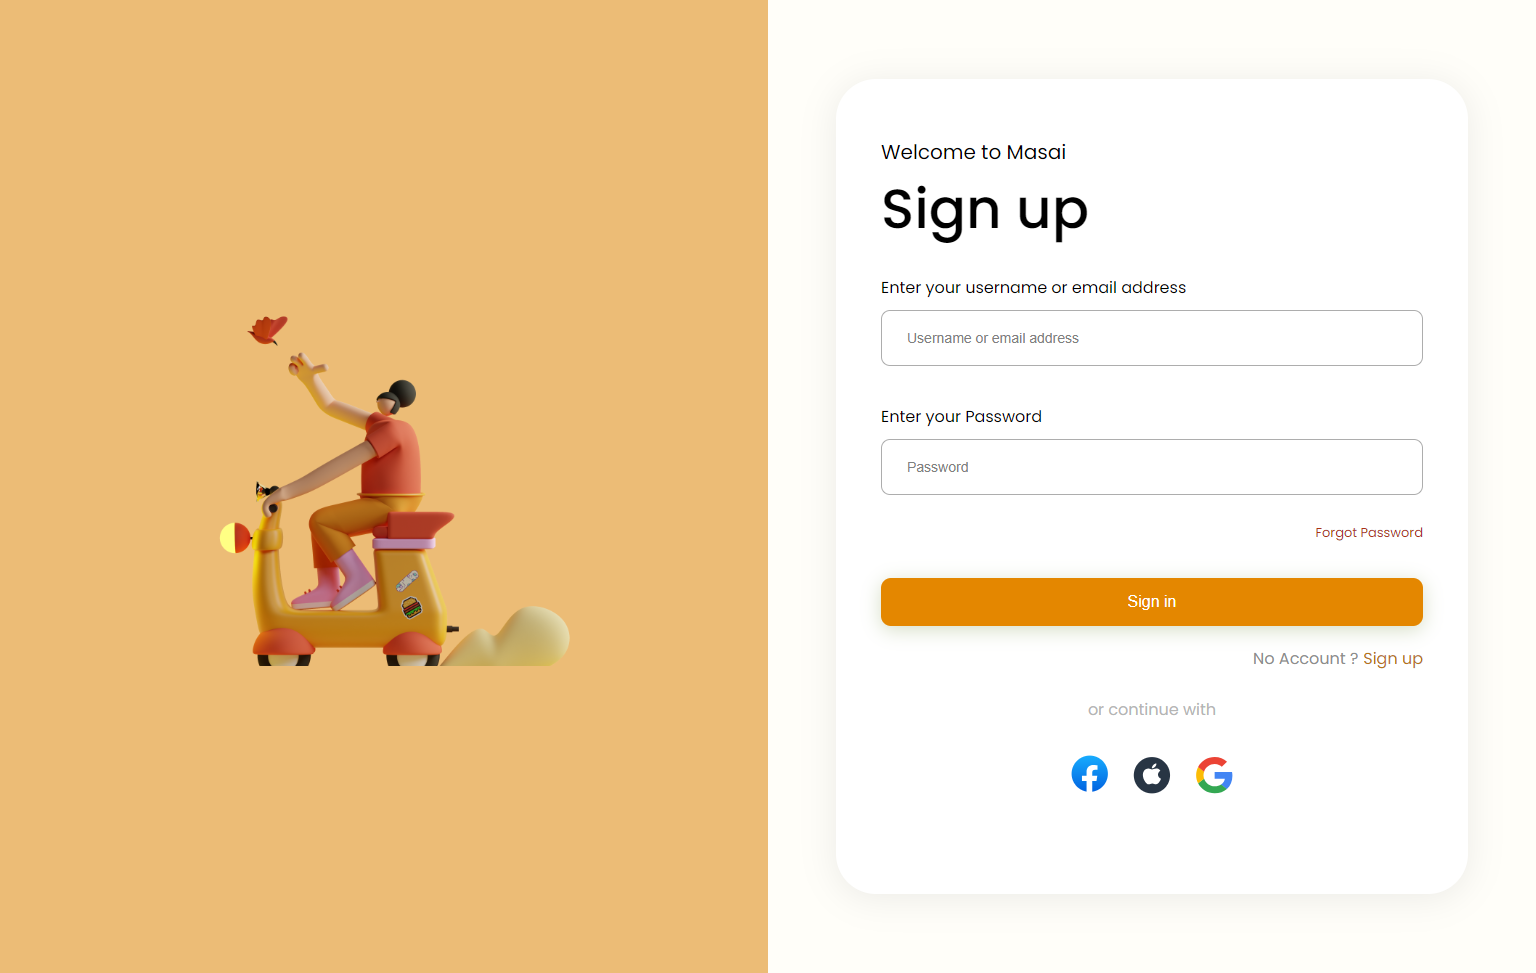 Welcome to Masai
Sign up
Enter your username or email address
Username or email address
Enter your Password
Password
Forgot Password
Sign in
No Account ? Sign up
or continue with